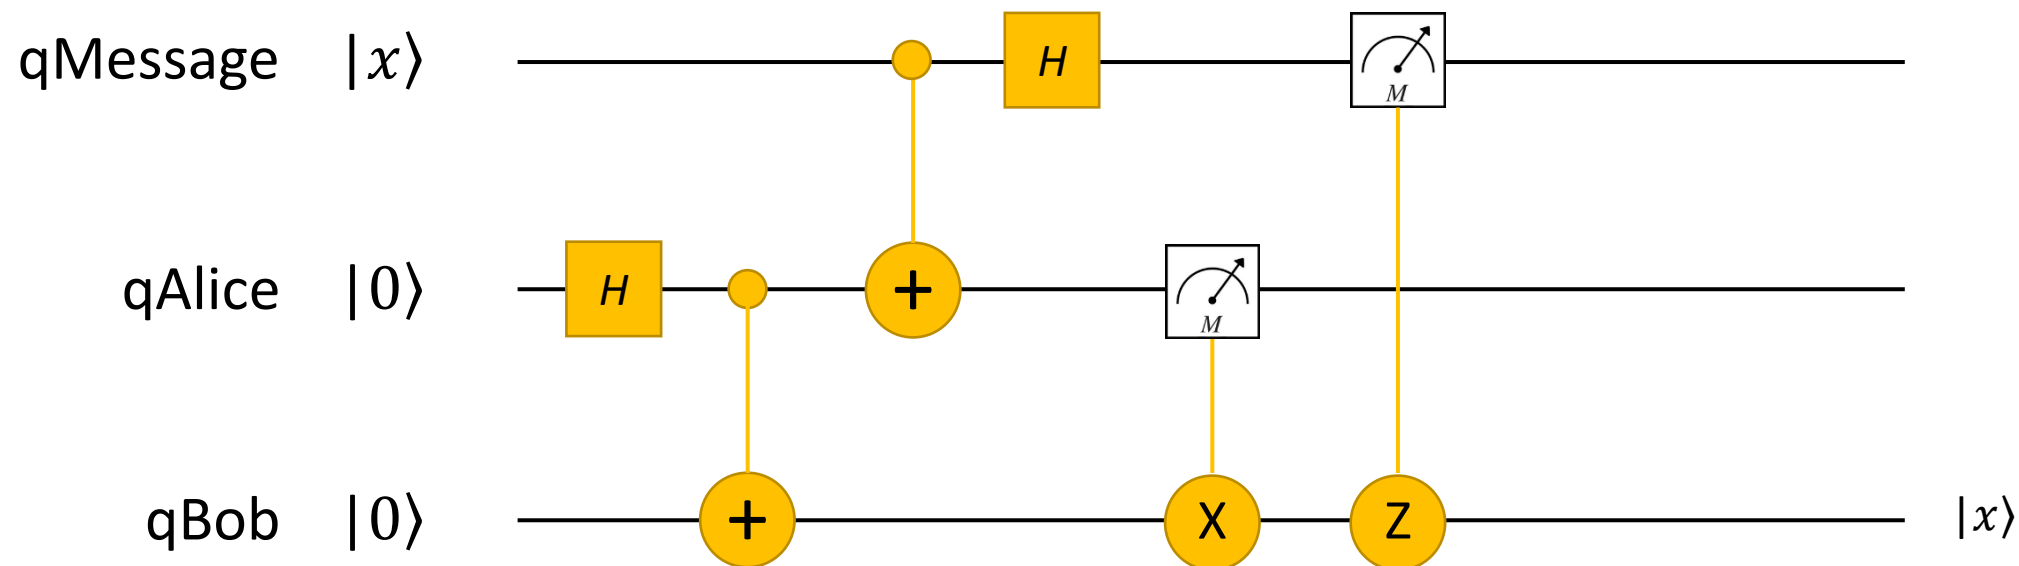 qMessage |x⟩ H M
qAlice |0⟩ H + M
qBob |0⟩ + X Z |x⟩